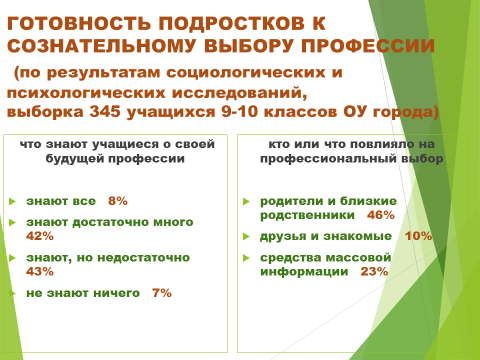 ГОТОВНОСТЬ ПОДРОСТКОВ К
СОЗНАТЕЛЬНОМУ ВЫБОРУ ПРОФЕССИИ
(по результатам социологических и
психологических исследований,
выборка 345 учащихся 9-10 классов ОУ города)
что знают учащиеся о своей
будущей профессии
знают все 8%
знают достаточно много
42%
знают, но недостаточно
43%
не знают ничего 7%
кто или что повлияло на
профессиональный выбор
родители и близкие
родственники 46%
друзья и знакомые 10%
средства массовой
информации 23%